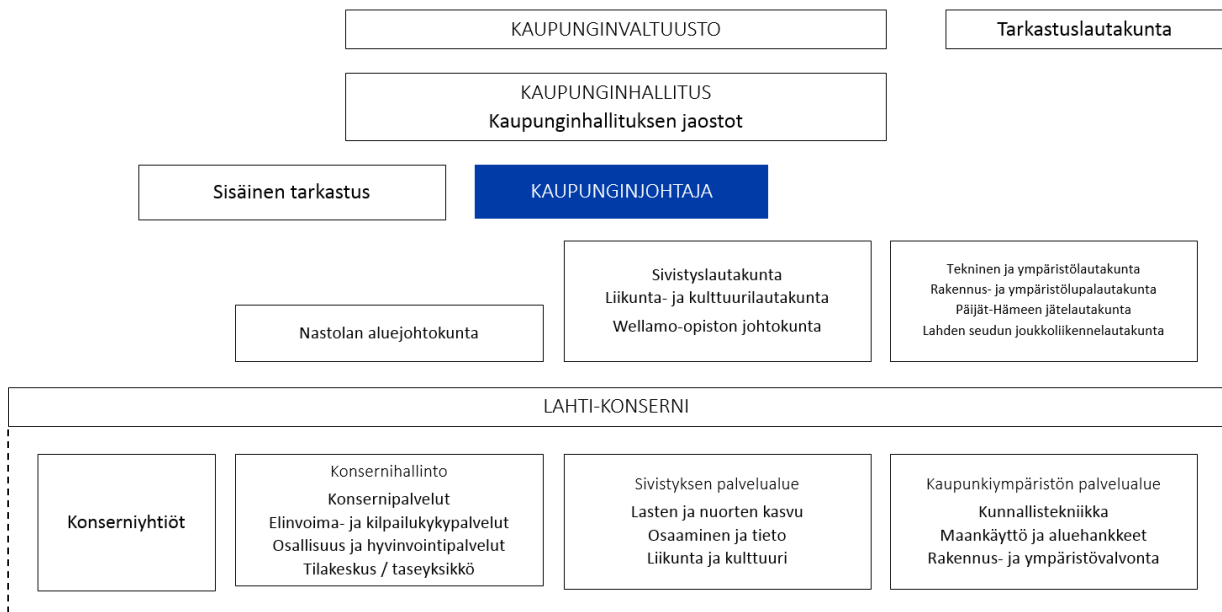 KAUPUNGINVALTUUSTO
Tarkastuslautakunta
KAUPUNGINHALLITUS
Kaupunginhallituksen jaostot
Sisäinen tarkastus
KAUPUNGINJOHTAJA
Nastolan aluejohtokunta
Sivistyslautakunta
Liikunta- ja kulttuurilautakunta
Wellamo-opiston johtokunta
Tekninen ja ympäristölautakunta
Rakennus- ja ympäristölupalautakunta
Päijät-Hämeen jätelautakunta
Lahden seudun joukkoliikennelautakunta
LAHTI-KONSERNI
Konserniyhtiöt
Konsernihallinto
Konsernipalvelut
Elinvoima- ja kilpailukykypalvelut
Osallisuus ja hyvinvointipalvelut
Tilakeskus / taseyksikkö
Sivistyksen palvelualue
Lasten ja nuorten kasvu
Osaaminen ja tieto
Liikunta ja kulttuuri
Kaupunkiympäristön palvelualue
Kunnallistekniikka
Maankäyttö ja aluehankkeet
Rakennus- ja ympäristövalvonta